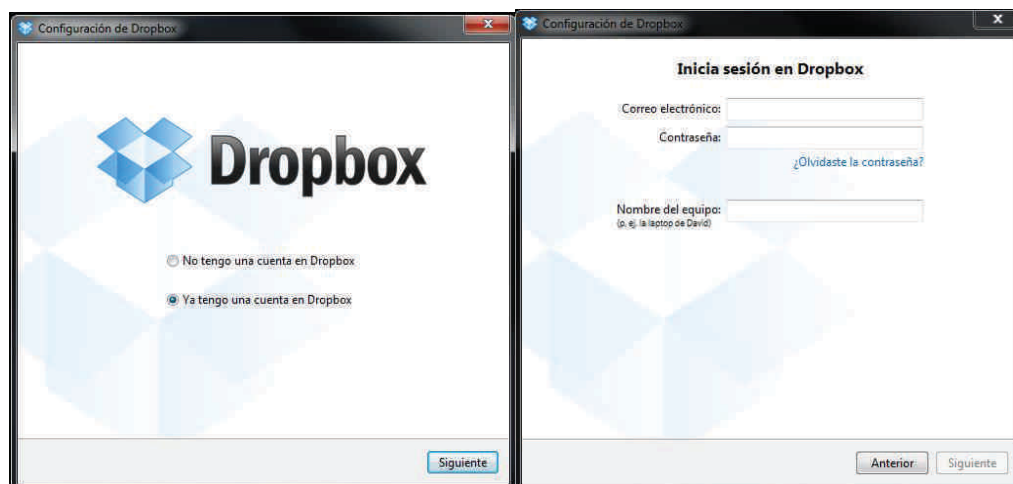 Configuración de Dropbox
Dropbox
No tengo una cuenta en Dropbox
Ya tengo una cuenta en Dropbox
Siguiente
Configuración de Dropbox
Inicia sesión en Dropbox
Correo electrónico:
Contraseña:
¿Olvidaste la contraseña?
Nombre del equipo:
(p. ej. la laptop de David)
Anterior
Siguiente